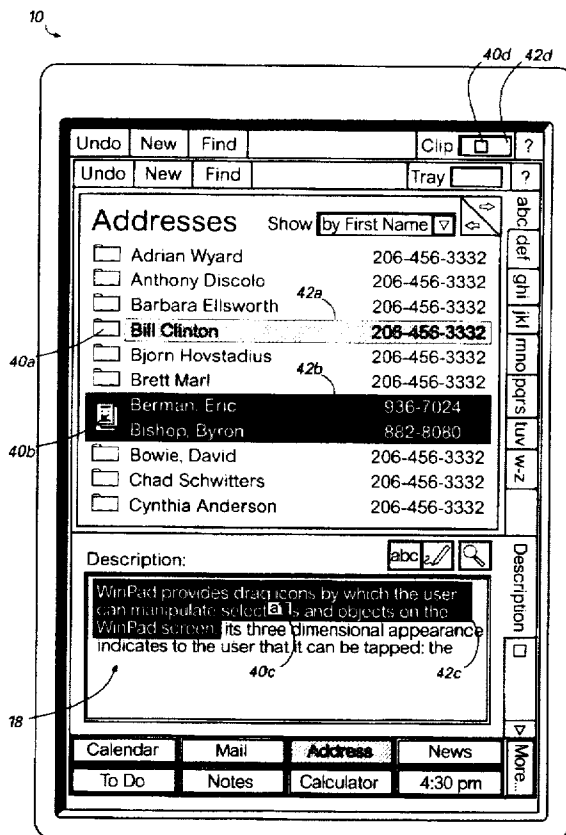 10
40d 42d
Undo New Find Clip ?
Undo New Find Tray ?
Addresses Show by First Name
abc def ghi jkl mno pqrs tuv w-z
Adrian Wyard 206-456-3332
Anthony Discolo 206-456-3332
42a
Barbara Ellsworth 206-456-3332
Bill Clinton 206-456-3332
40a
Bjorn Hovstadius 206-456-3332
42b
Brett Marl 206-456-3332
Berman, Eric 936-7024
40b
Bishop, Byron 882-8080
Bowie, David 206-456-3332
Chad Schwitters 206-456-3332
Cynthia Anderson 206-456-3332
Description: abc
Description
WinPad provides drag icons by which the user
can manipulate select a s and objects on the
WinPad screen, its three dimensional appearance
indicates to the user that it can be tapped: the
40c 42c
18
Calendar Mail Address News
To Do Notes Calculator 4:30 pm
More...